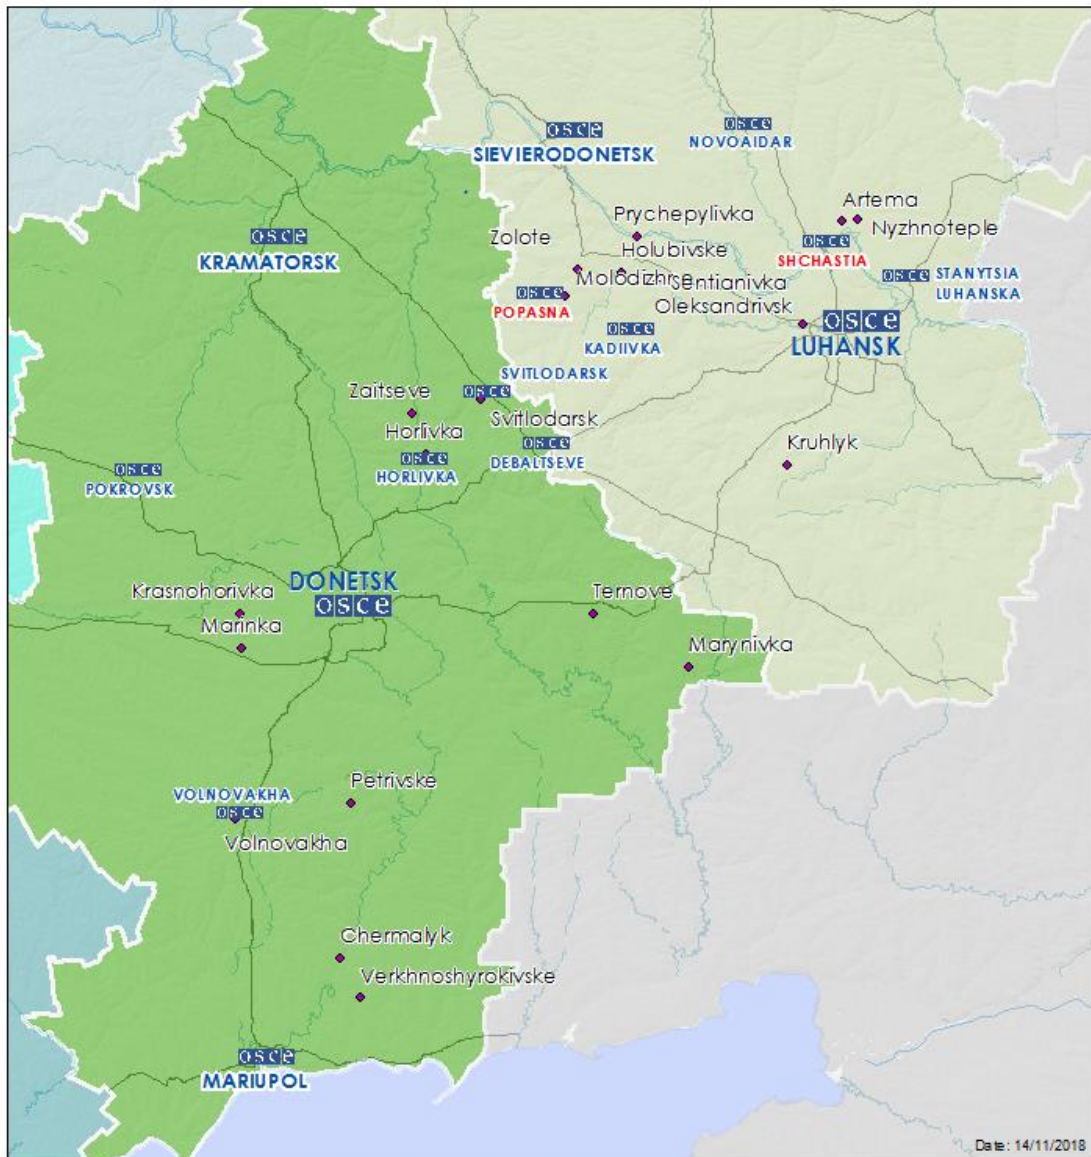 osce
SIEVIERODONETSK
osce
NOVOAIDAR
Artema
Nyzhnoteple
Prychepylivka
osce
KRAMATORSK
Zolote
Holubivske
osce
SHCHASTIA
osce
STANYTSIA
LUHANSKA
Molodizhne
Sentianivka
osce
POPASNA
Oleksandrivsk
osce
LUHANSK
osce
KADIIVKA
SVITLODARSK
osce
Zaitseve
Svitlodarsk
Horlivka
osce
HORLIVKA
osce
DEBALTSEVE
Kruhlyk
osce
POKROVSK
DONETSK
osce
Krasnohorivka
Marinka
Ternove
Marynivka
Petrivske
VOLNOVAKHA
osce
Volnovakha
Chermalyk
Verkhnoshyrokivske
osce
MARIUPOL
Date: 14/11/2018